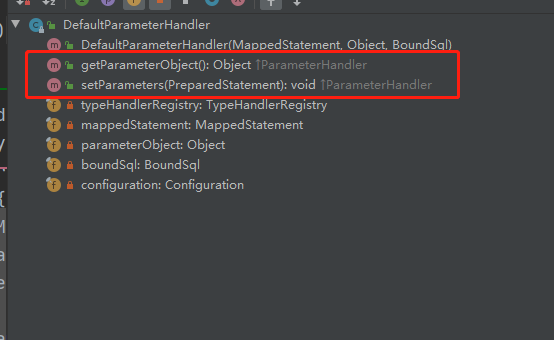 DefaultParameterHandler
DefaultParameterHandler(MappedStatement, Object, BoundSql)
getParameterObject(): Object ↑ParameterHandler
setParameters(PreparedStatement): void ↑ParameterHandler
typeHandlerRegistry: TypeHandlerRegistry
mappedStatement: MappedStatement
parameterObject: Object
boundSql: BoundSql
configuration: Configuration